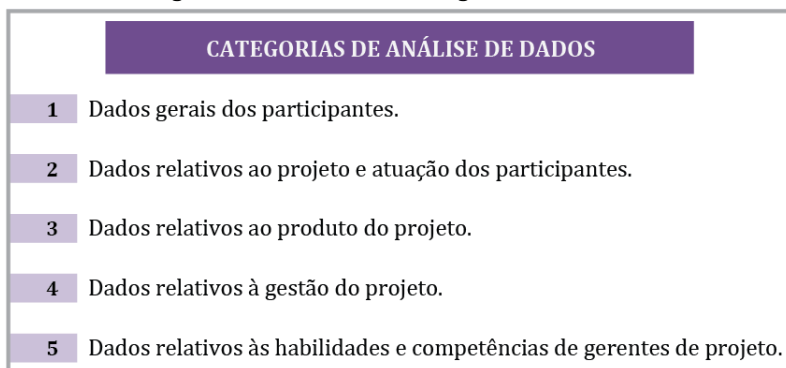 CATEGORIAS DE ANÁLISE DE DADOS
1 Dados gerais dos participantes.
2 Dados relativos ao projeto e atuação dos participantes.
3 Dados relativos ao produto do projeto.
4 Dados relativos à gestão do projeto.
5 Dados relativos às habilidades e competências de gerentes de projeto.